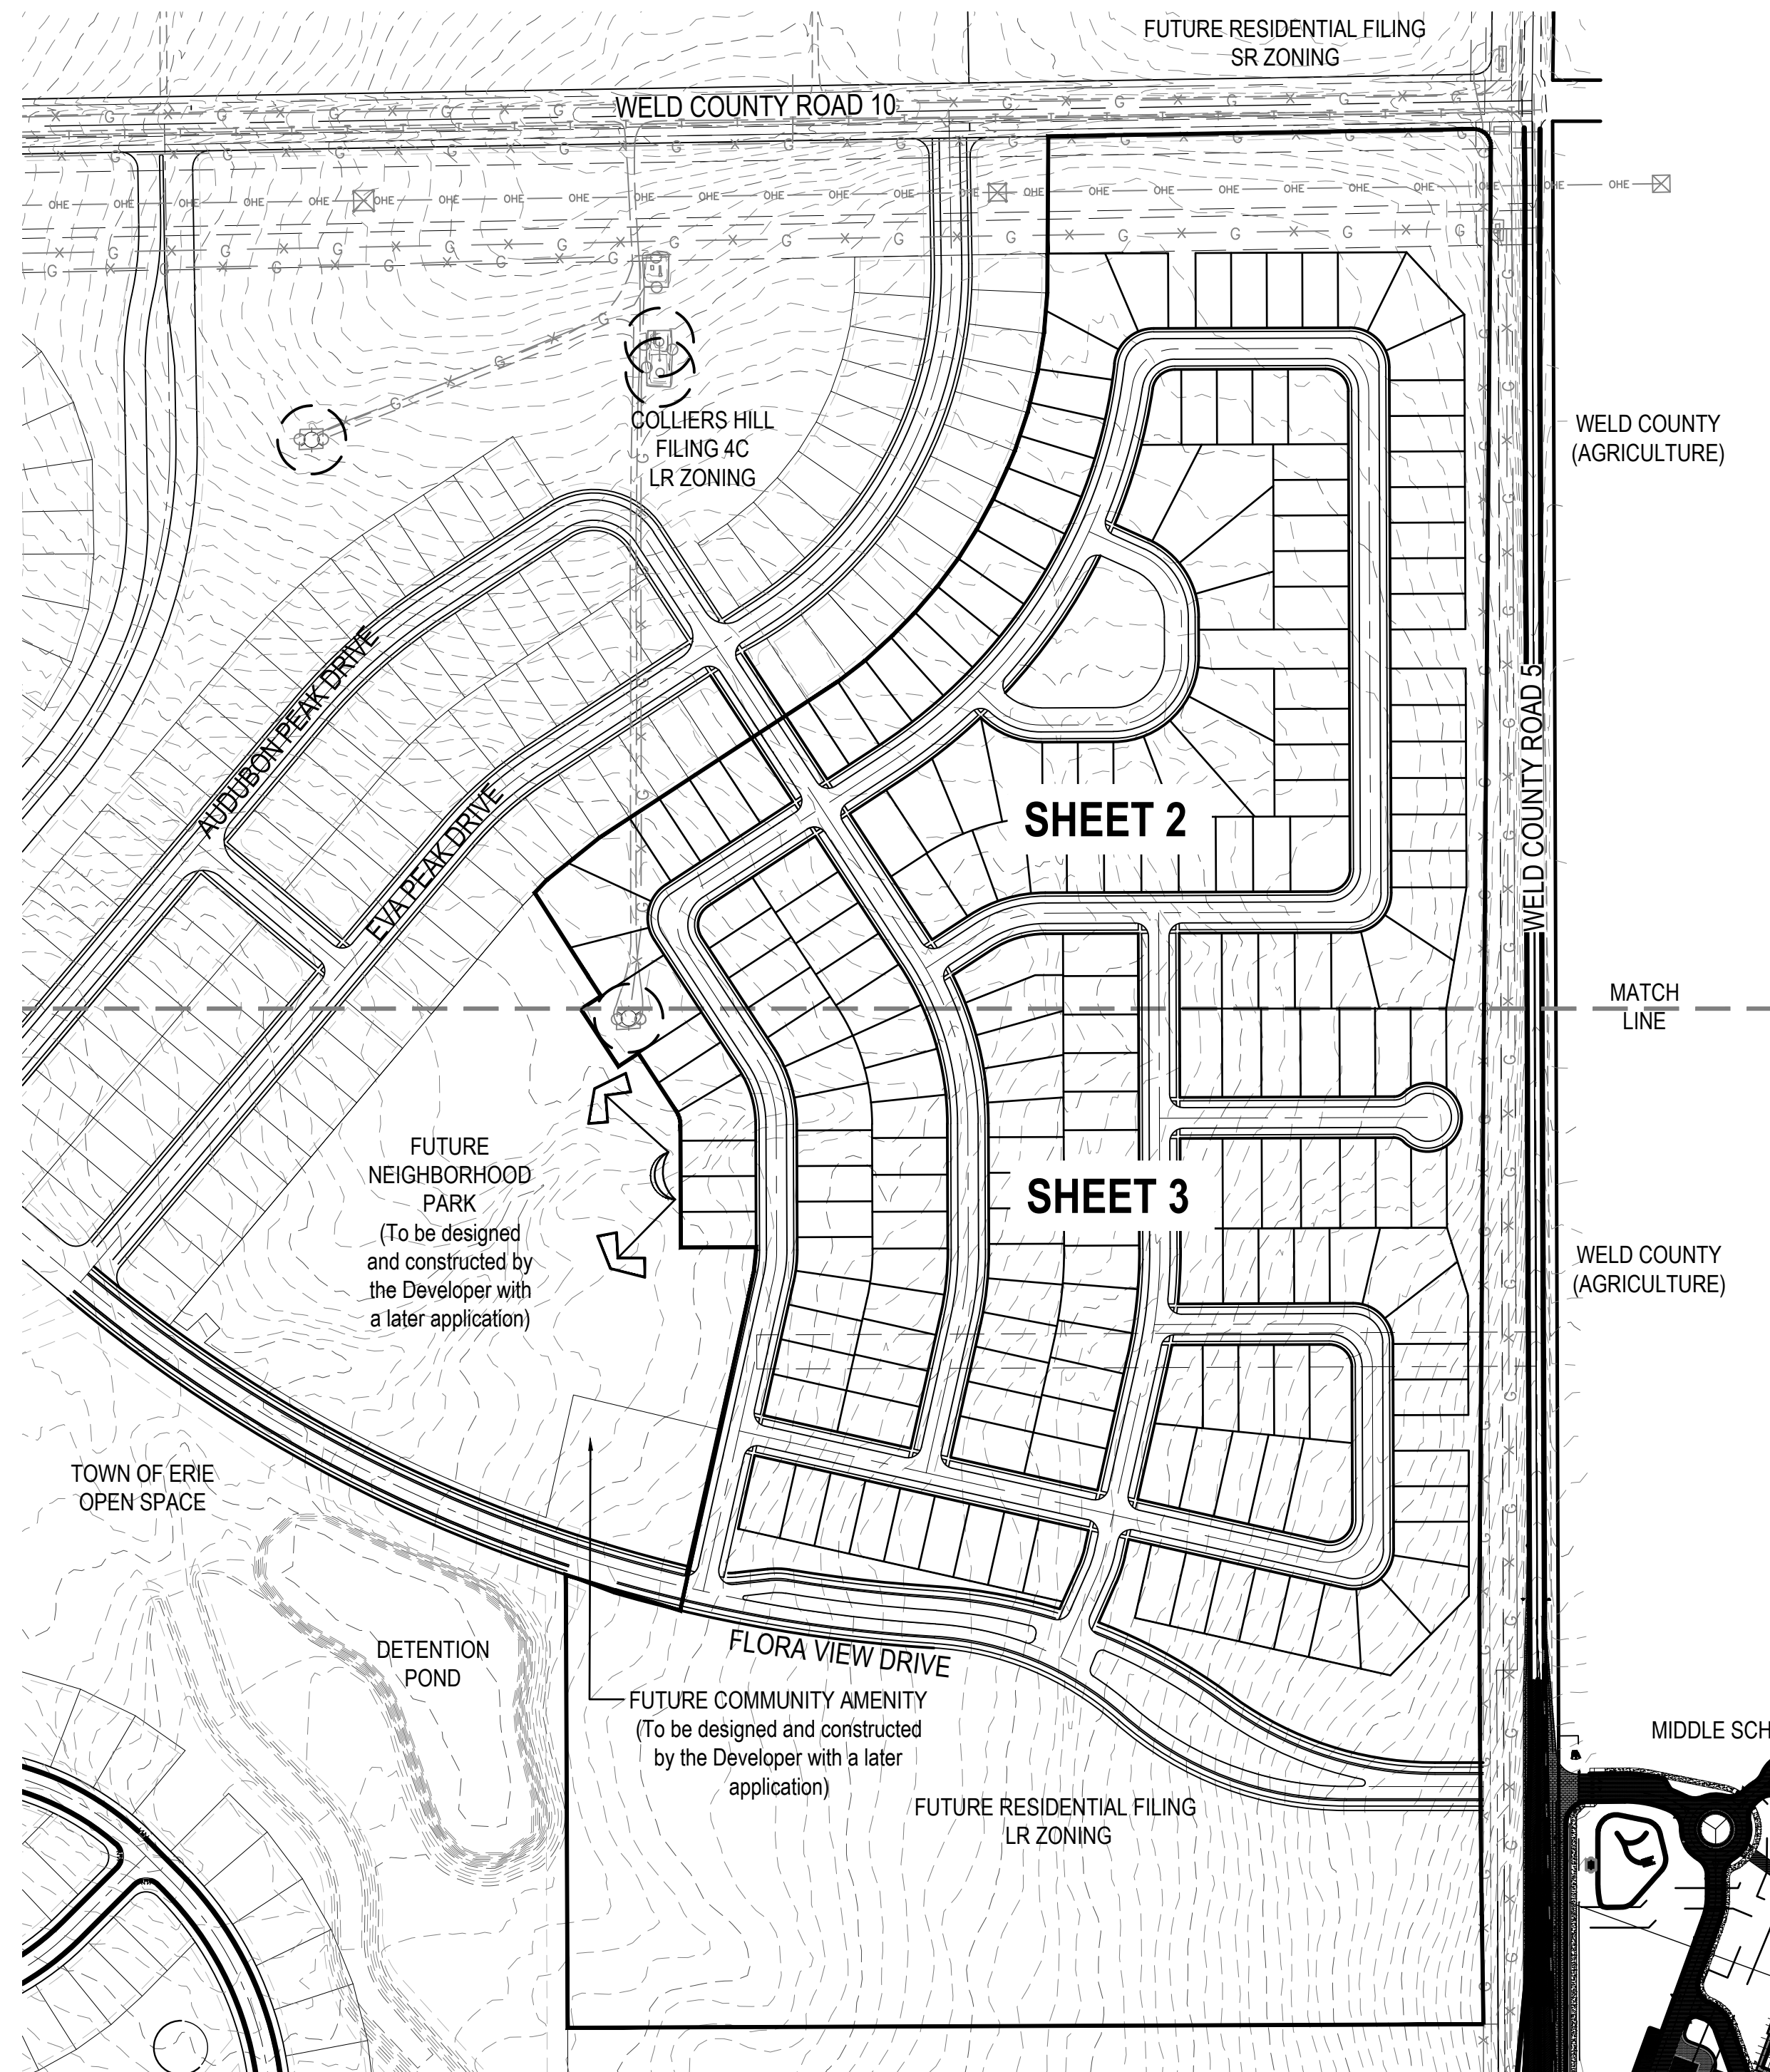 FUTURE RESIDENTIAL FILING
SR ZONING
WELD COUNTY ROAD 10
COLLIERS HILL
FILING 4C
LR ZONING
WELD COUNTY
(AGRICULTURE)
AUDUBON PEAK DRIVE
EVA PEAK DRIVE
SHEET 2
WELD COUNTY ROAD 5
MATCH
LINE
FUTURE
NEIGHBORHOOD
PARK
(To be designed
and constructed by
the Developer with
a later application)
SHEET 3
WELD COUNTY
(AGRICULTURE)
TOWN OF ERIE
OPEN SPACE
DETENTION
POND
FLORA VIEW DRIVE
FUTURE COMMUNITY AMENITY
(To be designed and constructed
by the Developer with a later
application)
MIDDLE SCH
FUTURE RESIDENTIAL FILING
LR ZONING